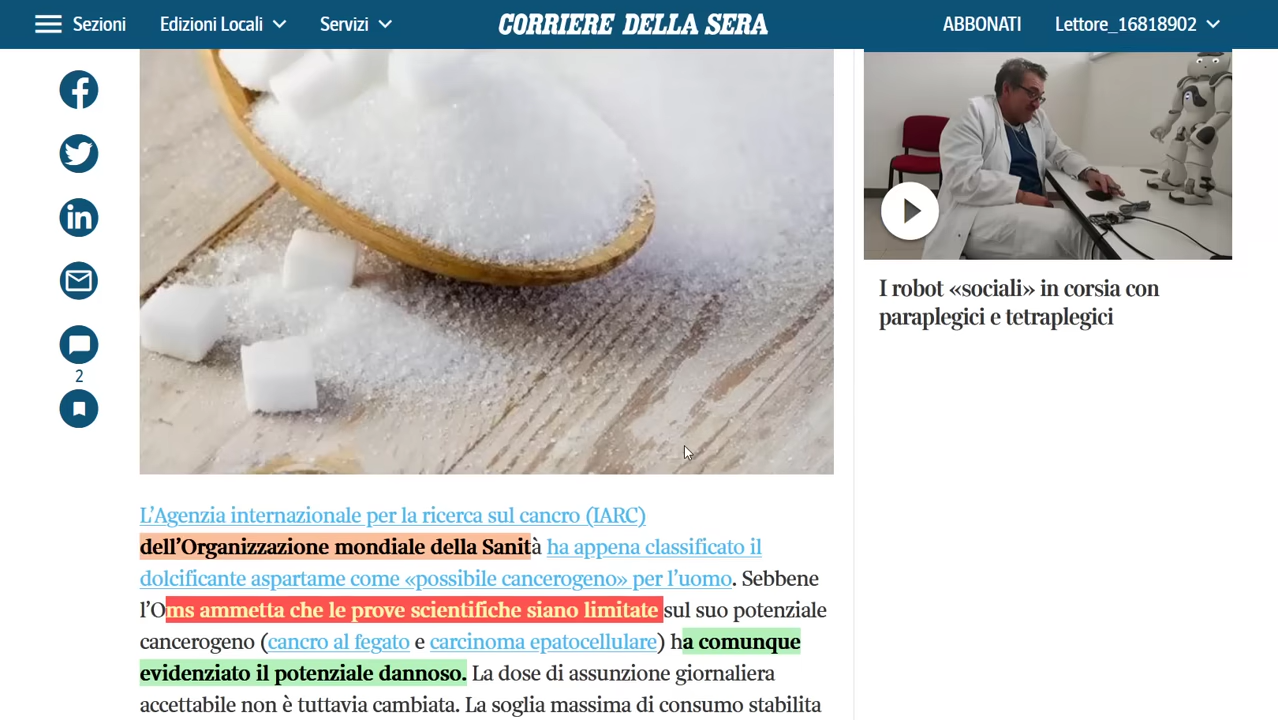 Sezioni
Edizioni Locali
Servizi
CORRIERE DELLA SERA
ABBONATI
Lettore_16818902
2
I robot «sociali» in corsia con
paraplegici e tetraplegici
L’Agenzia internazionale per la ricerca sul cancro (IARC)
dell’Organizzazione mondiale della Sanità ha appena classificato il
dolcificante aspartame come «possibile cancerogeno» per l’uomo. Sebbene
l’Oms ammetta che le prove scientifiche siano limitate sul suo potenziale
cancerogeno (cancro al fegato e carcinoma epatocellulare) ha comunque
evidenziato il potenziale dannoso. La dose di assunzione giornaliera
accettabile non è tuttavia cambiata. La soglia massima di consumo stabilita